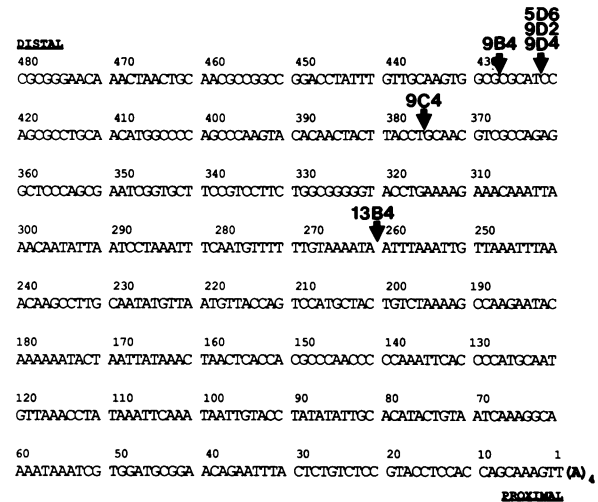 DISTAL
5D6
9D2
9B4 9D4
480 470 460 450 440 430
CGCGGGAACA AACTAACTGC AACGCCGGCC GGACCTATTT GTTGCAAGTG GCGCGCATCC
9C4
420 410 400 390 380 370
AGCGCCTGCA ACATGGCCCC AGCCCAAGTA CACAACTACT TACCTGCAAC GTCGCCAGAG
360 350 340 330 320 310
GCTCCCAGCG AATCGGTGCT TCCGTCCTTC TGGCGGGGGT ACCTGAAAAG AAACAAATTA
13B4
300 290 280 270 260 250
AACAATATTA ATCCTAAATT TCAATGTTTT TTGTAAAATA ATTTAAATTG TTAAATTTAA
240 230 220 210 200 190
ACAAGCCTTG CAATATGTTA ATGTTACCAG TCCATGCTAC TGTCTAAAAG CCAAGAATAC
180 170 160 150 140 130
AAAAAATACT AATTATAAAC TAACTCACCA CGCCCAACCC CCAAATTCAC CCCATGCAAT
120 110 100 90 80 70
GTTAAACCTA TAAATTCAAA TAATTGTACC TATATATTGC ACATACTGTA ATCAAAGGCA
60 50 40 30 20 10 1
AAATAAATCG TGGATGCGGA ACAGAATTTA CTCTGTCTCC GTACCTCCAC CAGCAAAGTT (A)4
PROXIMAL